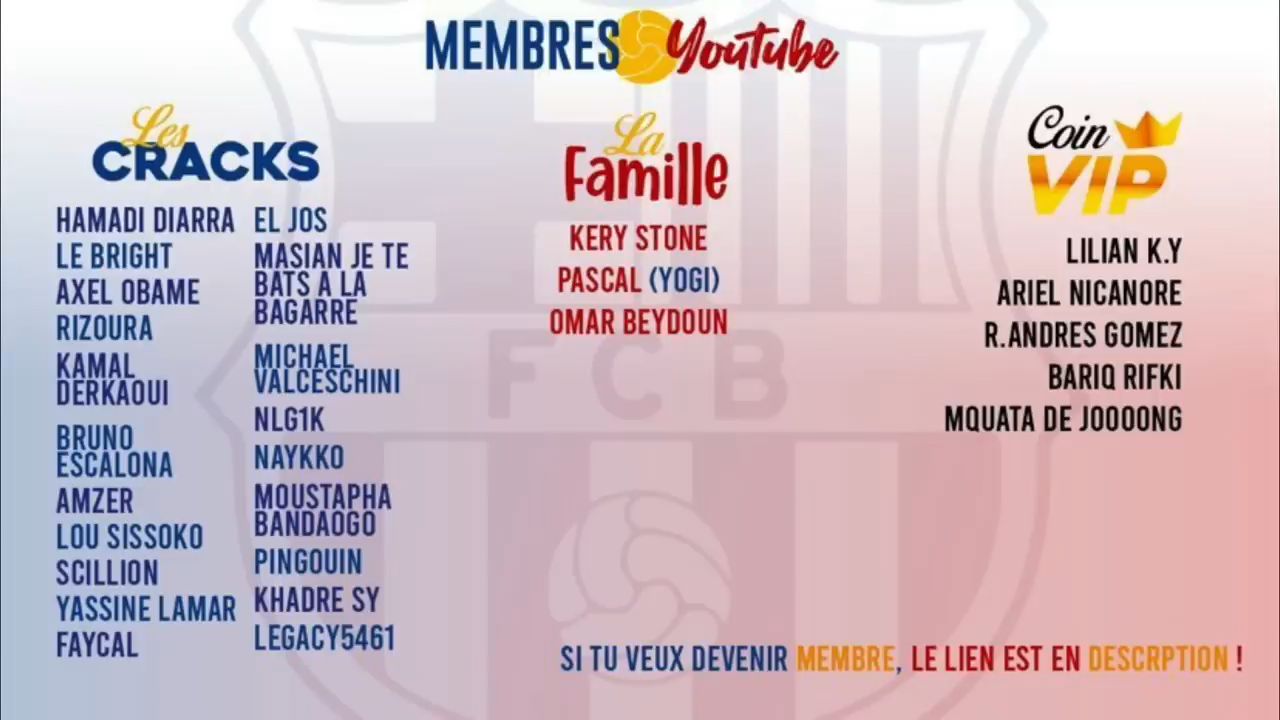 MEMBRES Youtube
Les
CRACKS
HAMADI DIARRA
LE BRIGHT
AXEL OBAME
RIZOURA
KAMAL
DERKAOUI
BRUNO
ESCALONA
AMZER
LOU SISSOKO
SCILLION
YASSINE LAMAR
FAYCAL
EL JOS
MASIAN JE TE
BATS A LA
BAGARRE
MICHAEL
VALCESCHINI
NLG1K
NAYKKO
MOUSTAPHA
BANDAOGO
PINGOUIN
KHADRE SY
LEGACY5461
La
Famille
KERY STONE
PASCAL (YOGI)
OMAR BEYDOUN
FCB
Coin
VIP
LILIAN K.Y
ARIEL NICANORE
R.ANDRES GOMEZ
BARIQ RIFKI
MQUATA DE JOOOONG
SI TU VEUX DEVENIR MEMBRE, LE LIEN EST EN DESCRPTION !